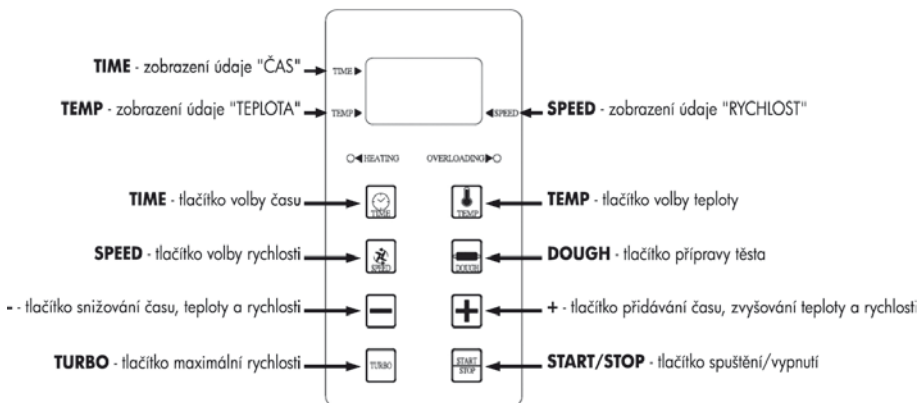 TIME - zobrazení údaje "ČAS"
TIME
TEMP - zobrazení údaje "TEPLOTA"
TEMP
SPEED
SPEED - zobrazení údaje "RYCHLOST"
HEATING
OVERLOADING
TIME - tlačítko volby času
TIME
TEMP
TEMP - tlačítko volby teploty
SPEED - tlačítko volby rychlosti
SPEED
DOUGH
DOUGH - tlačítko přípravy těsta
- - tlačítko snižování času, teploty a rychlosti
−
+
+ - tlačítko přidávání času, zvyšování teploty a rychlosti
TURBO - tlačítko maximální rychlosti
TURBO
START
STOP
START/STOP - tlačítko spuštění/vypnutí